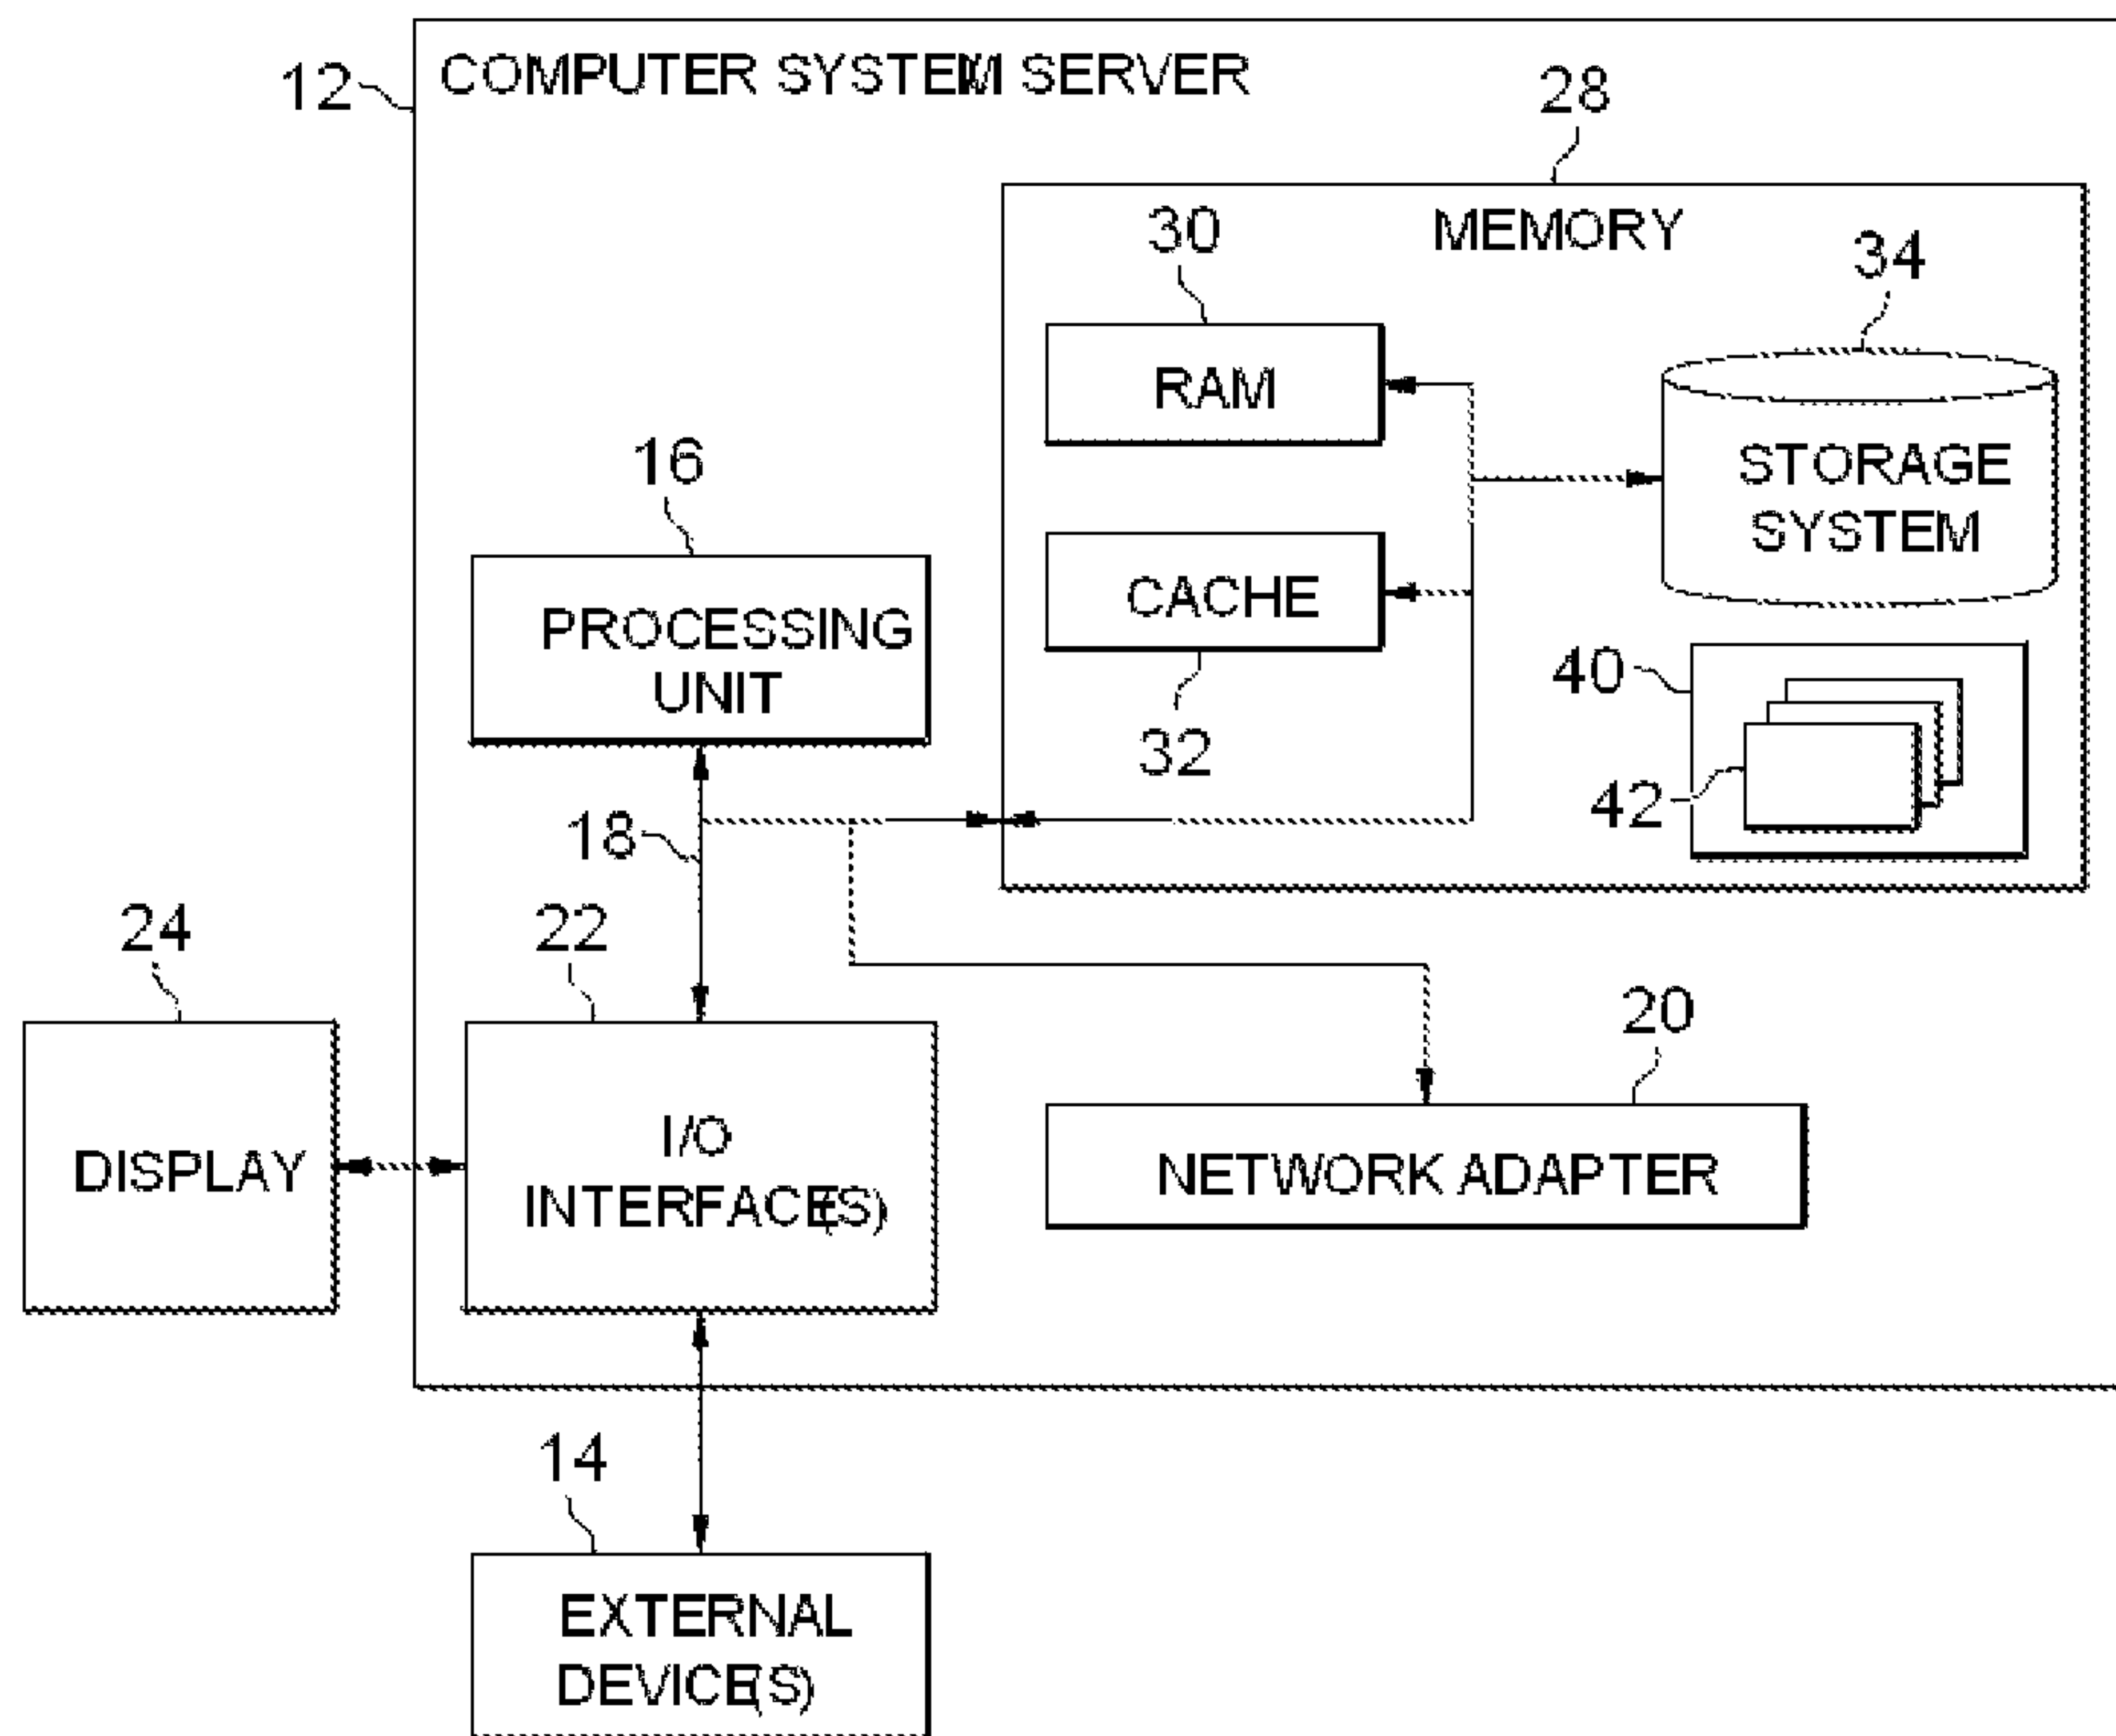 12
COMPUTER SYSTEM SERVER
28
MEMORY
30
34
RAM
STORAGE
SYSTEM
16
PROCESSING
UNIT
CACHE
32
40
42
18
24
22
20
DISPLAY
I/O
INTERFACE(S)
NETWORK ADAPTER
14
EXTERNAL
DEVICE(S)